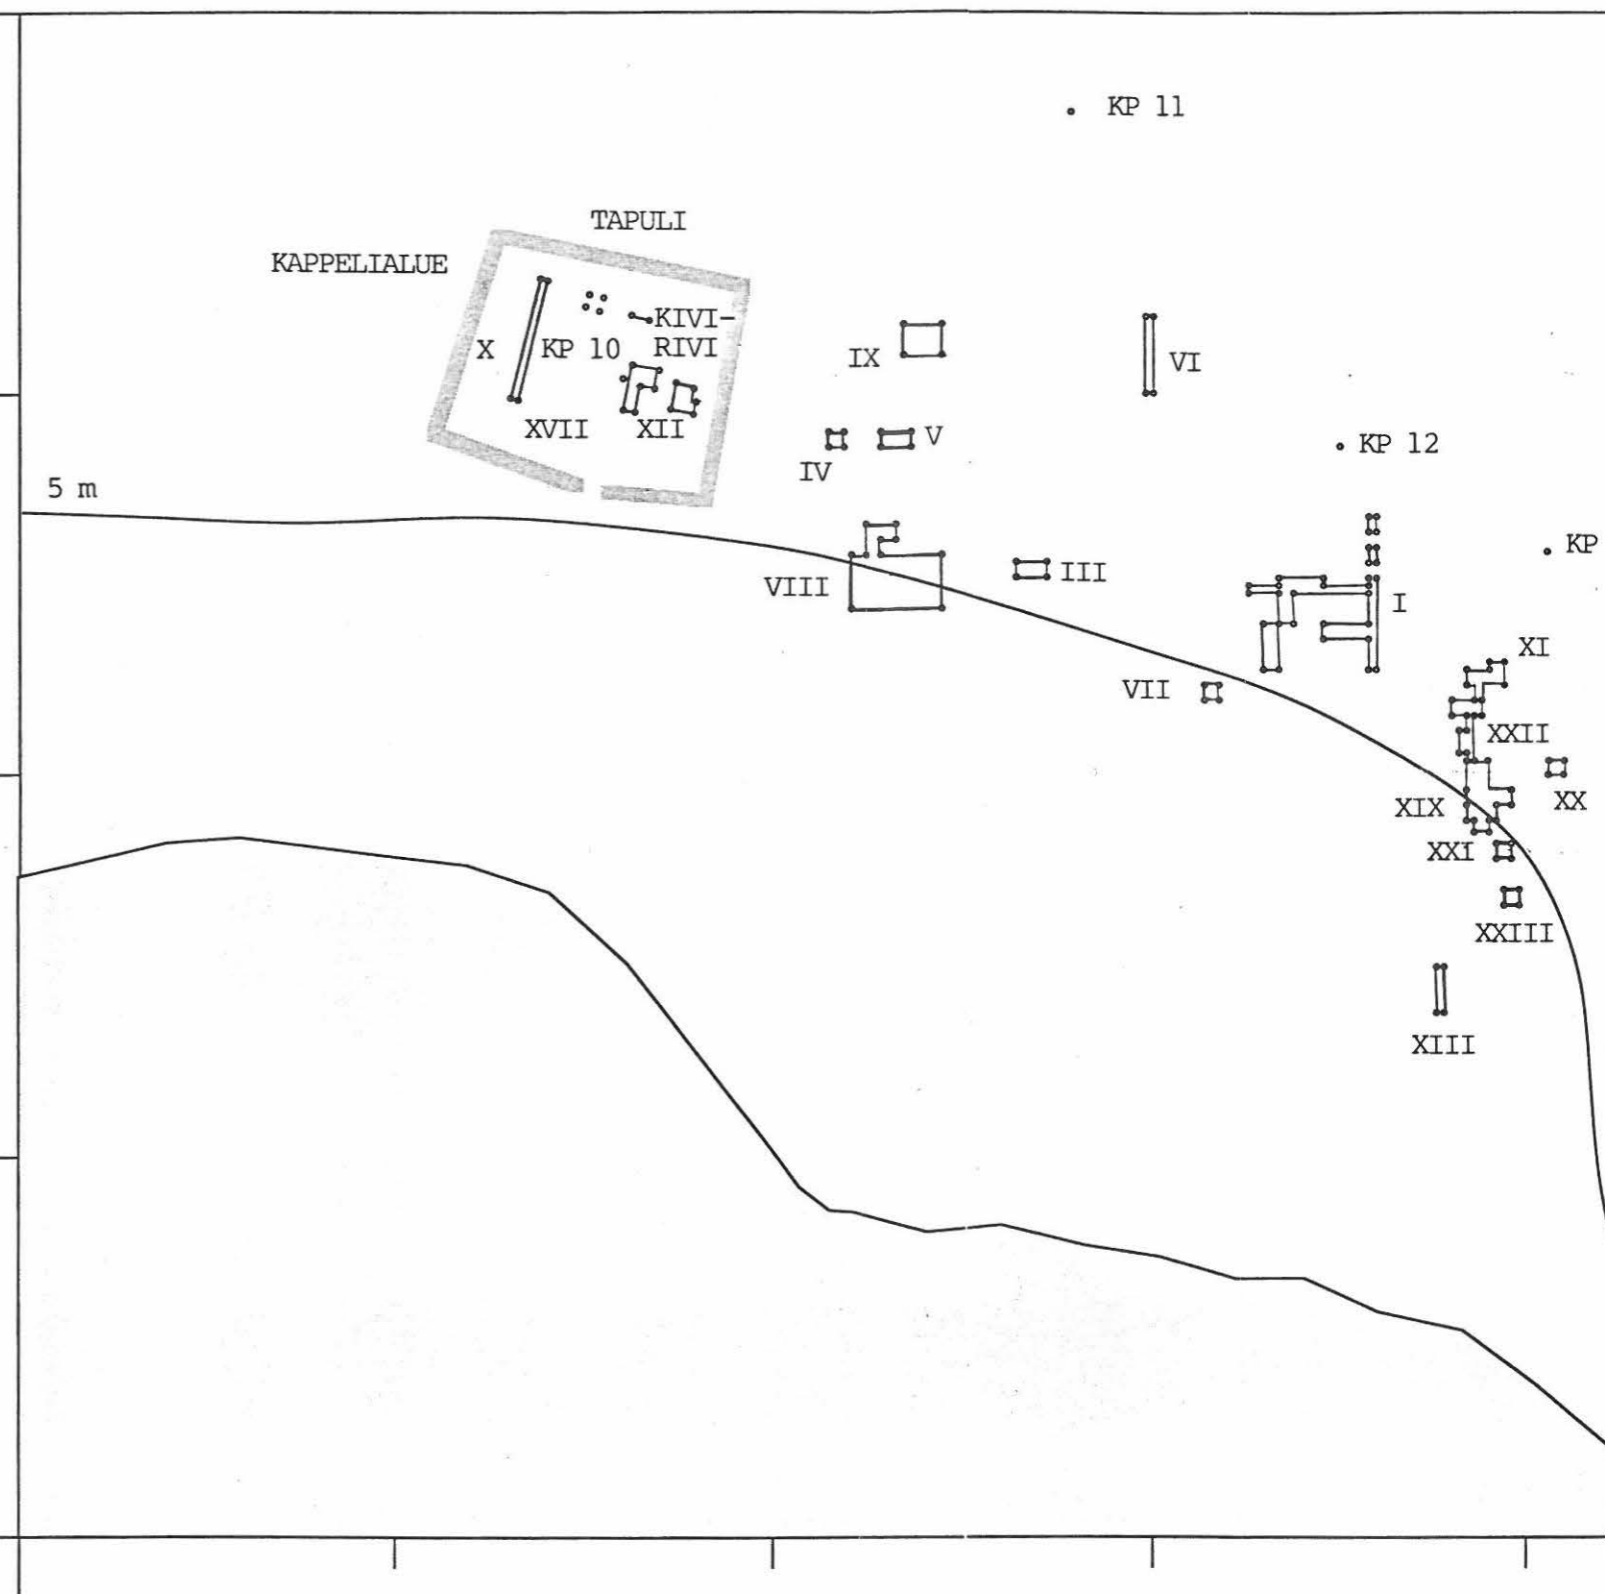 KP 11
TAPULI
KAPPELIALUE
KIVI-
RIVI
X
KP 10
IX
VI
XVII
XII
IV
V
KP 12
5 m
KP
VIII
III
I
XI
VII
XXII
XIX
XX
XXI
XXIII
XIII